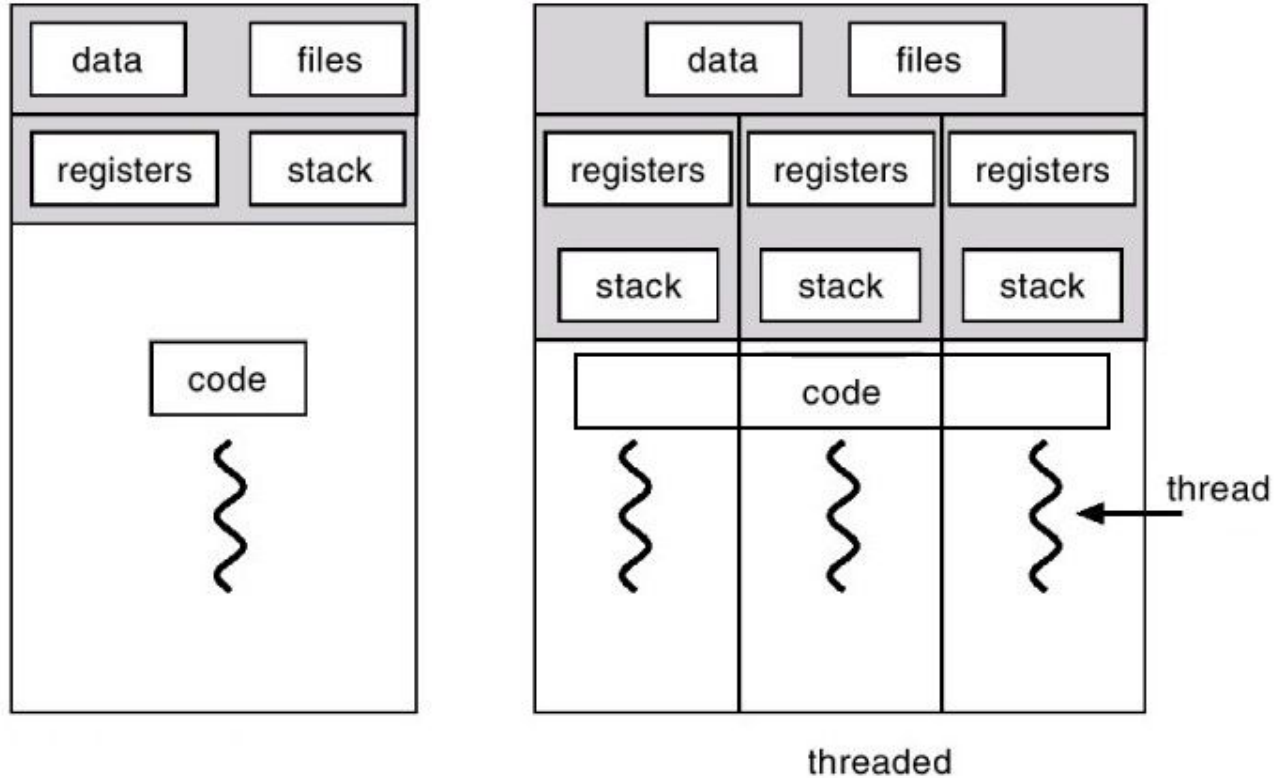 data files
registers stack
code
data files
registers registers registers
stack stack stack
code
thread
threaded